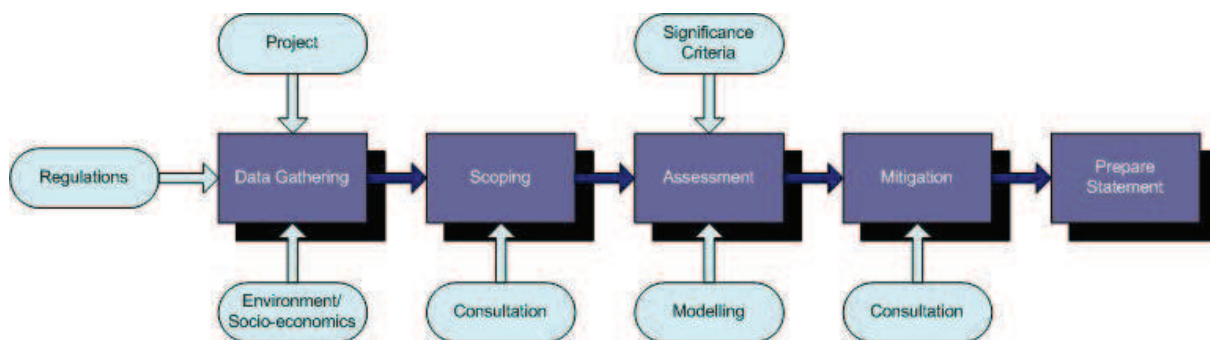 Project
Significance
Criteria
Regulations
Data Gathering
Scoping
Assessment
Mitigation
Prepare
Statement
Environment/
Socio-economics
Consultation
Modelling
Consultation